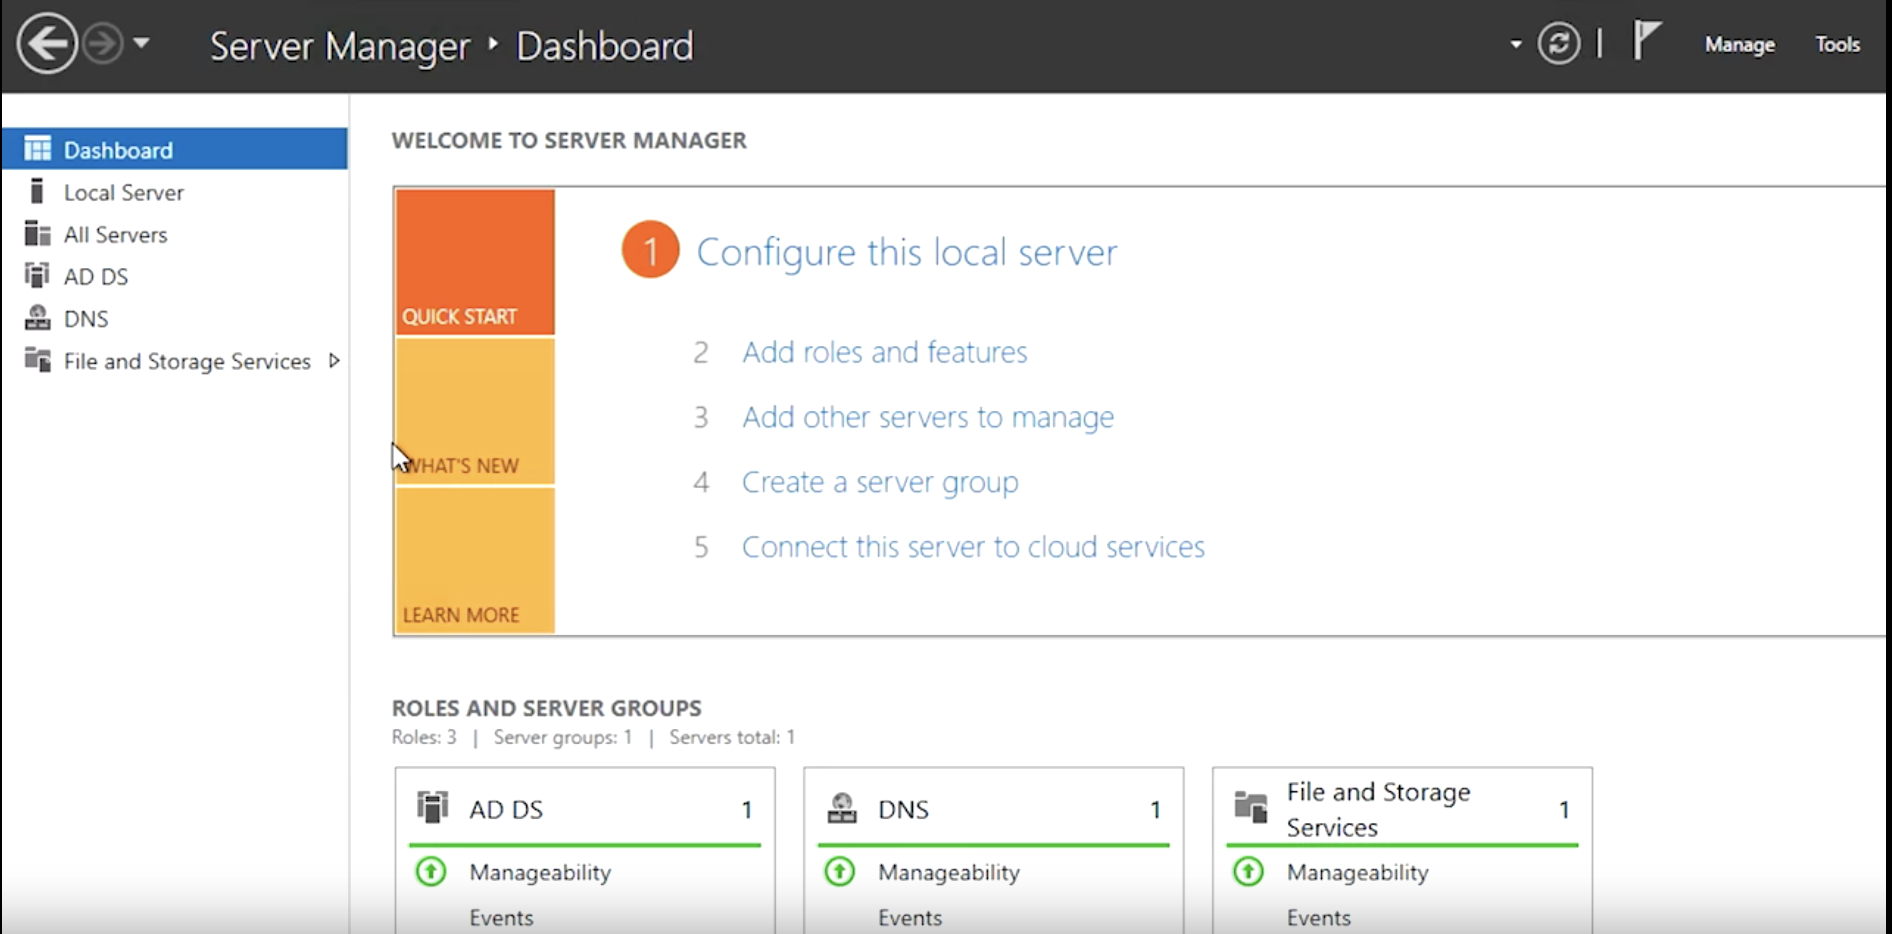 Server Manager ‣ Dashboard
Manage
Tools
Dashboard
Local Server
All Servers
AD DS
DNS
File and Storage Services
WELCOME TO SERVER MANAGER
QUICK START
WHAT'S NEW
LEARN MORE
1 Configure this local server
2 Add roles and features
3 Add other servers to manage
4 Create a server group
5 Connect this server to cloud services
ROLES AND SERVER GROUPS
Roles: 3 | Server groups: 1 | Servers total: 1
AD DS 1
Manageability
Events
DNS 1
Manageability
Events
File and Storage
Services 1
Manageability
Events